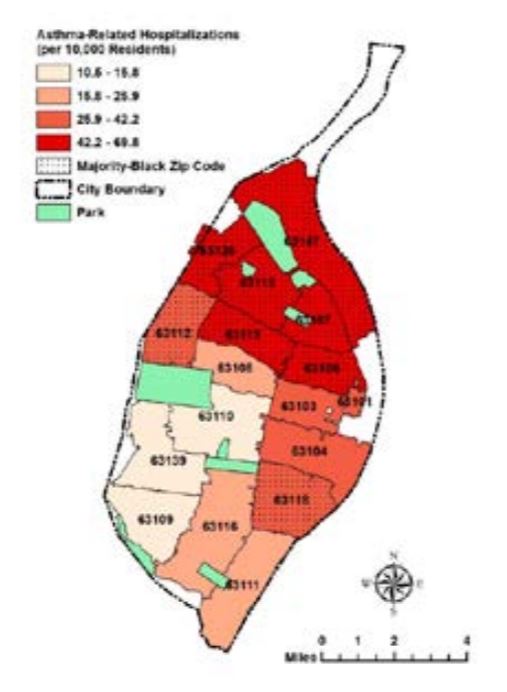 Asthma-Related Hospitalizations
(per 10,000 Residents)
10.5 - 15.8
15.8 - 25.9
25.9 - 42.2
42.2 - 69.8
Majority-Black Zip Code
City Boundary
Park
63147
63120
63115
63107
63112
63113
63108
63106
63103
63101
63110
63104
63139
63118
63109
63116
63111
N
W
E
S
0 1 2 4
Miles